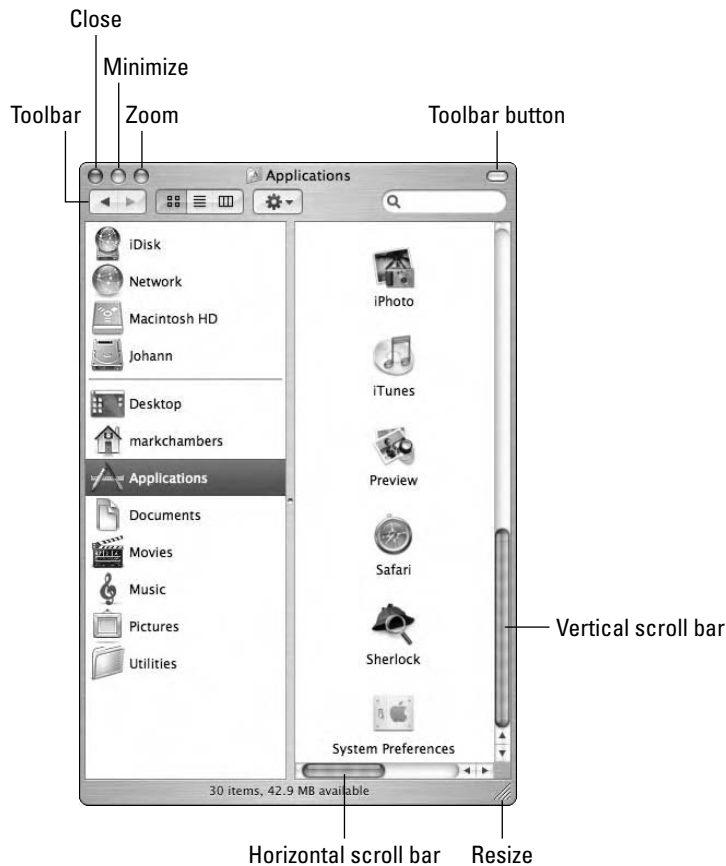 Close
Minimize
Toolbar
Zoom
Toolbar button
Applications
iDisk
Network
Macintosh HD
Johann
Desktop
markchambers
Applications
Documents
Movies
Music
Pictures
Utilities
iPhoto
iTunes
Preview
Safari
Sherlock
System Preferences
Vertical scroll bar
30 items, 42.9 MB available
Horizontal scroll bar
Resize